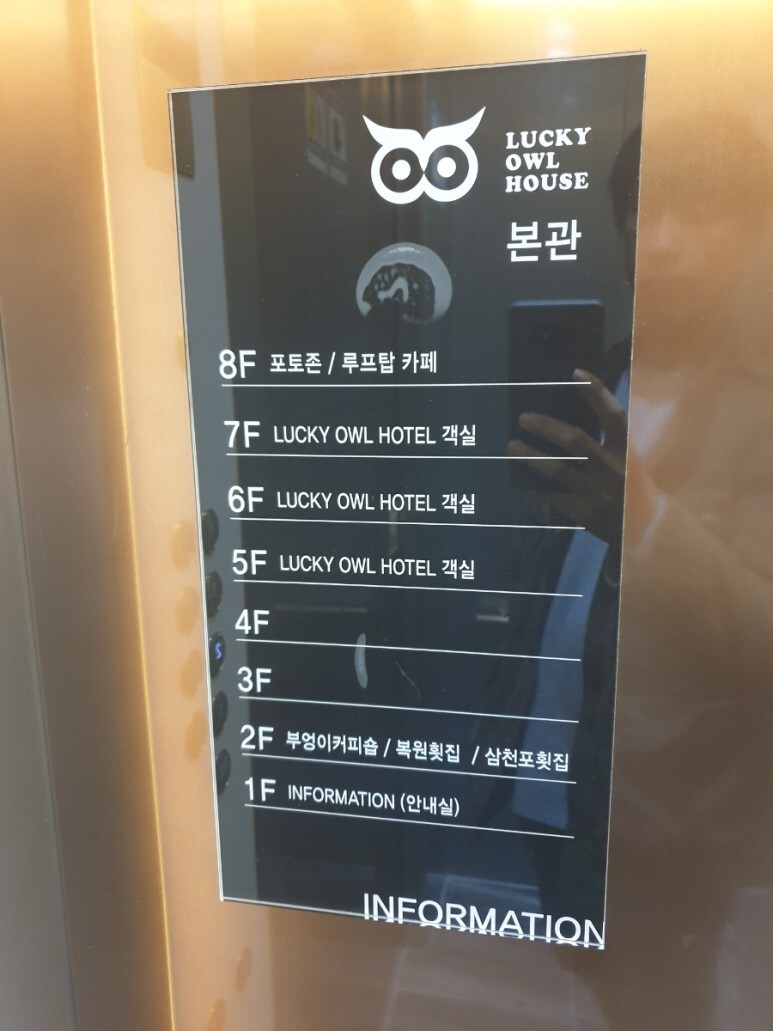 LUCKY
OWL
HOUSE
본관
8F 포토존 / 루프탑 카페
7F LUCKY OWL HOTEL 객실
6F LUCKY OWL HOTEL 객실
5F LUCKY OWL HOTEL 객실
4F
3F
2F 부엉이커피숍 / 복원횟집 / 삼천포횟집
1F INFORMATION (안내실)
INFORMATION